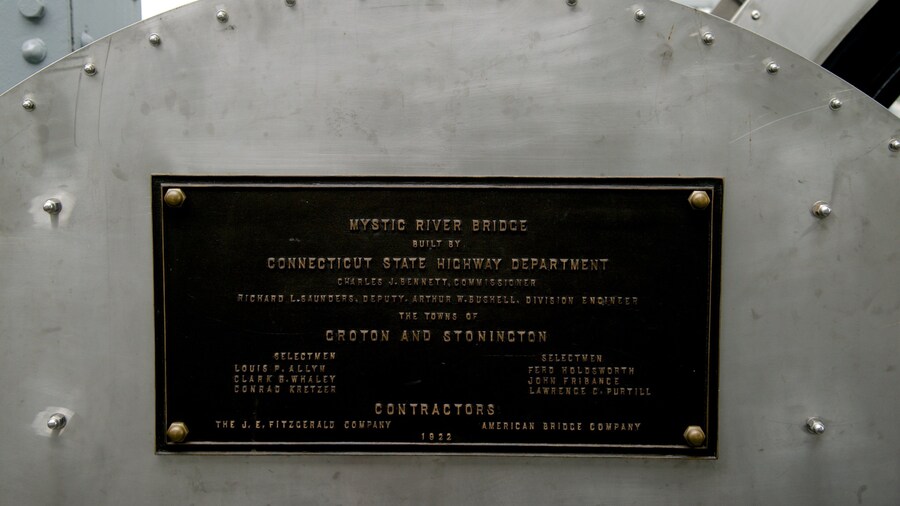 MYSTIC RIVER BRIDGE
BUILT BY
CONNECTICUT STATE HIGHWAY DEPARTMENT
CHARLES J. BENNETT, COMMISSIONER
RICHARD L. SAUNDERS, DEPUTY. ARTHUR W. BUSHELL, DIVISION ENGINEER
THE TOWNS OF
GROTON AND STONINGTON
SELECTMEN
LOUIS P. ALLYN
CLARK B. WHALEY
CONRAD KRETZER
SELECTMEN
FERD HOLDSWORTH
JOHN FRIBANCE
LAWRENCE C. PURTILL
CONTRACTORS
THE J. E. FITZGERALD COMPANY
AMERICAN BRIDGE COMPANY
1922